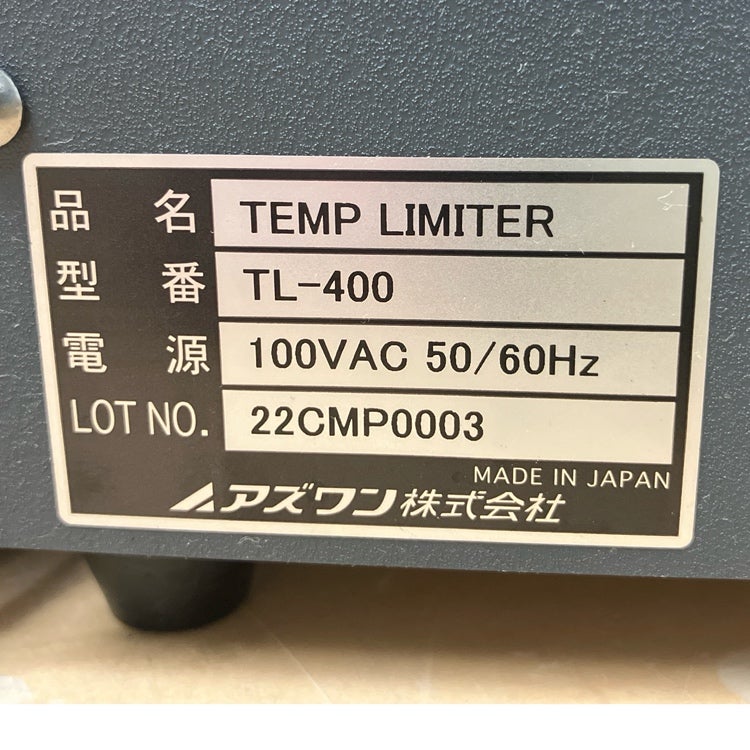 品名 TEMP LIMITER
型番 TL-400
電源 100VAC 50/60Hz
LOT NO. 22CMP0003
MADE IN JAPAN
アズワン株式会社